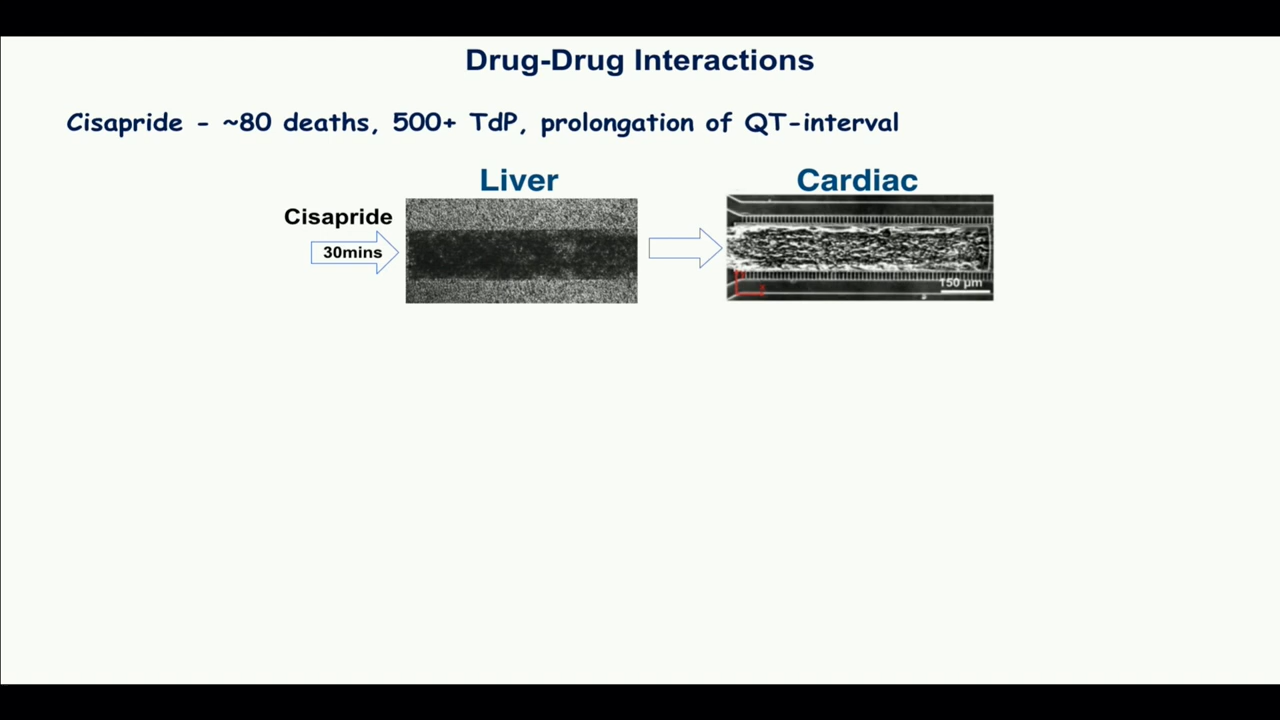 Drug-Drug Interactions
Cisapride - ~80 deaths, 500+ TdP, prolongation of QT-interval
Liver
Cardiac
Cisapride
30mins
150 µm